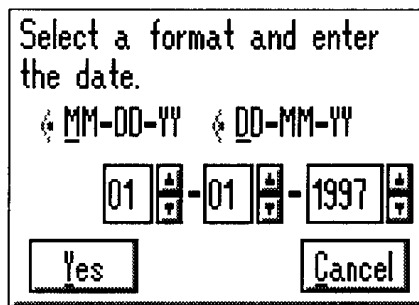 Select a format and enter
the date.
MM-DD-YY DD-MM-YY
01 - 01 - 1997
Yes Cancel